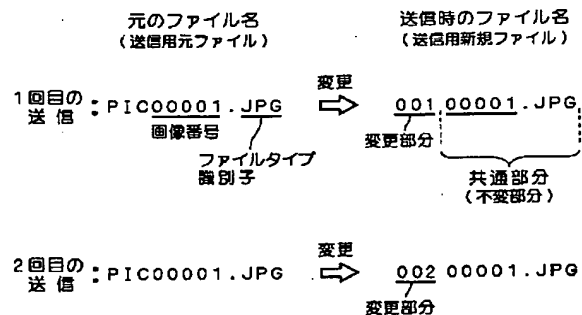 元のファイル名
（送信用元ファイル）
送信時のファイル名
（送信用新規ファイル）
1回目の
送 信
：PIC00001.JPG
変更
001 00001.JPG
画像番号
ファイルタイプ
識別子
変更部分
共通部分
（不変部分）
2回目の
送 信
：PIC00001.JPG
変更
002 00001.JPG
変更部分